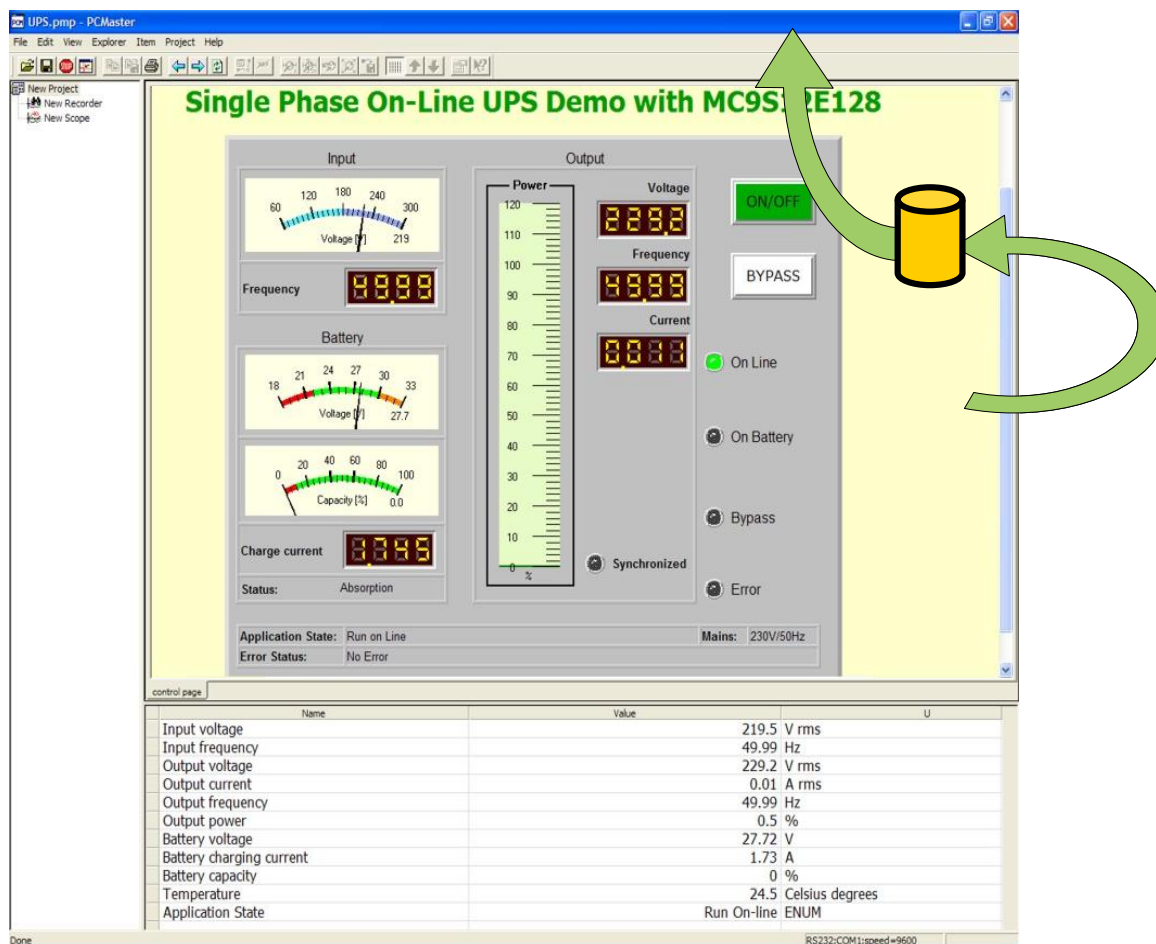 UPS.pmp - PCMaster
File Edit View Explorer Item Project Help
New Project
New Recorder
New Scope
Single Phase On-Line UPS Demo with MC9S12E128
Input
60 120 180 240 300
Voltage [V] 219
Frequency 49.99
Battery
18 21 24 27 30 33
Voltage [V] 27.7
0 20 40 60 80 100
Capacity [%] 0.0
Charge current 1.745
Status: Absorption
Output
Power
120
110
100
90
80
70
60
50
40
30
20
10
0
%
Voltage
Frequency
49.99
Current
Synchronized
ON/OFF
BYPASS
On Line
On Battery
Bypass
Error
Application State: Run on Line Mains: 230V/50Hz
Error Status: No Error
control page
Name Value U
Input voltage 219.5 V rms
Input frequency 49.99 Hz
Output voltage 229.2 V rms
Output current 0.01 A rms
Output frequency 49.99 Hz
Output power 0.5 %
Battery voltage 27.72 V
Battery charging current 1.73 A
Battery capacity 0 %
Temperature 24.5 Celsius degrees
Application State Run On-line ENUM
Done RS232;COM1;speed=9600